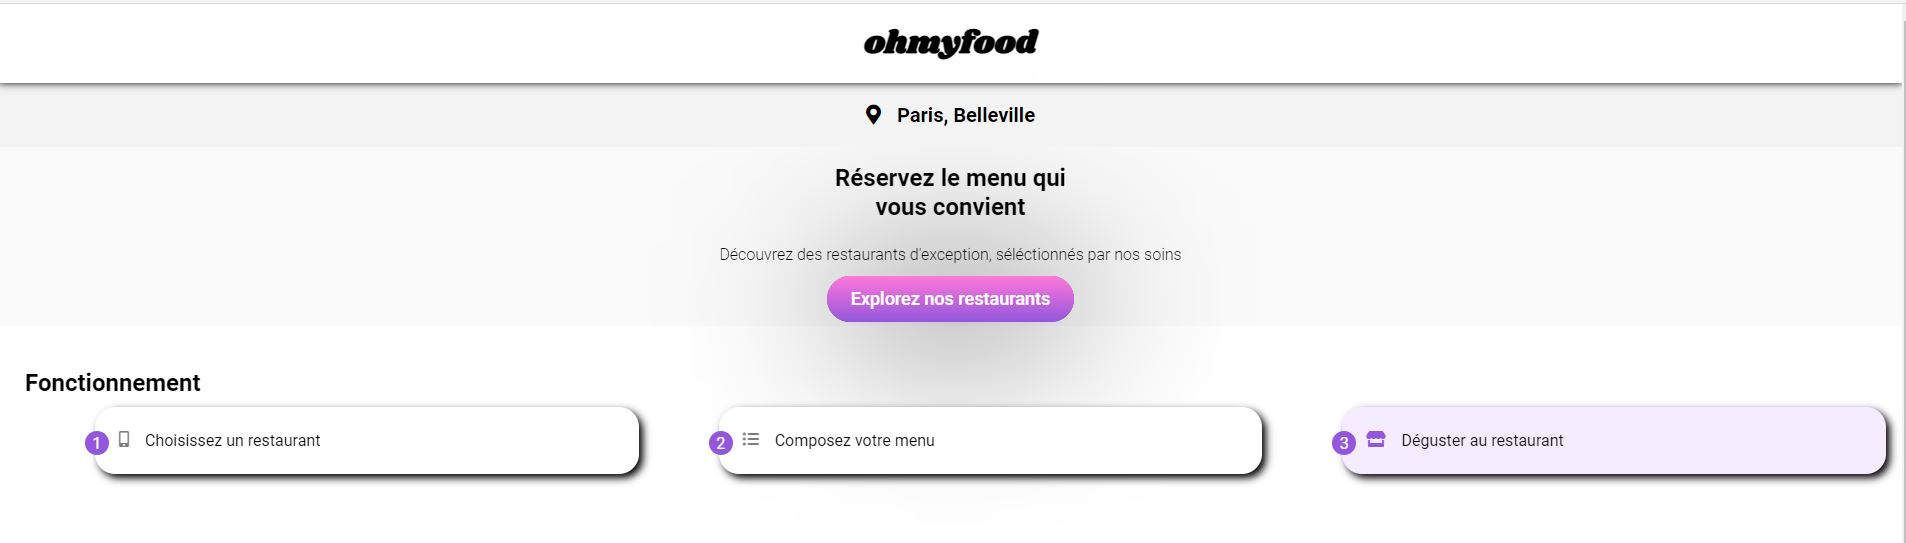 ohmyfood
Paris, Belleville
Réservez le menu qui
vous convient
Découvrez des restaurants d'exception, séléctionnés par nos soins
Explorez nos restaurants
Fonctionnement
1 Choisissez un restaurant
2 Composez votre menu
3 Déguster au restaurant